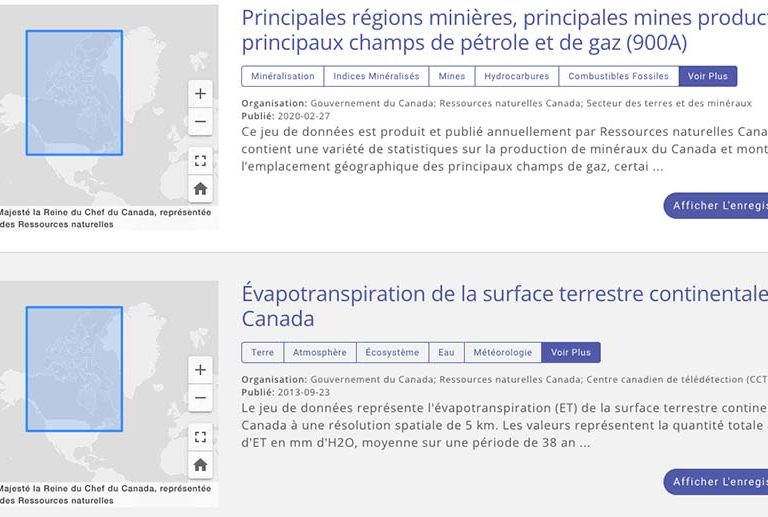 Principales régions minières, principales mines
principaux champs de pétrole et de gaz (900A)
Minéralisation Indices Minéralisés Mines Hydrocarbures Combustibles Fossiles Voir Plus
Organisation: Gouvernement du Canada; Ressources naturelles Canada; Secteur des terres et des minéraux
Publié: 2020-02-27
Ce jeu de données est produit et publié annuellement par Ressources naturelles
contient une variété de statistiques sur la production de minéraux du Canada et
l'emplacement géographique des principaux champs de gaz, certai ...
+
−
Majesté la Reine du Chef du Canada, représentée
des Ressources naturelles
Afficher
Évapotranspiration de la surface terrestre continentale
Canada
Terre Atmosphère Écosystème Eau Météorologie Voir Plus
Organisation: Gouvernement du Canada; Ressources naturelles Canada; Centre canadien de télédétection
Publié: 2013-09-23
Le jeu de données représente l'évapotranspiration (ET) de la surface terrestre
Canada à une résolution spatiale de 5 km. Les valeurs représentent la quantité totale
d'ET en mm d'H2O, moyenne sur une période de 38 an ...
+
−
Majesté la Reine du Chef du Canada, représentée
des Ressources naturelles
Afficher